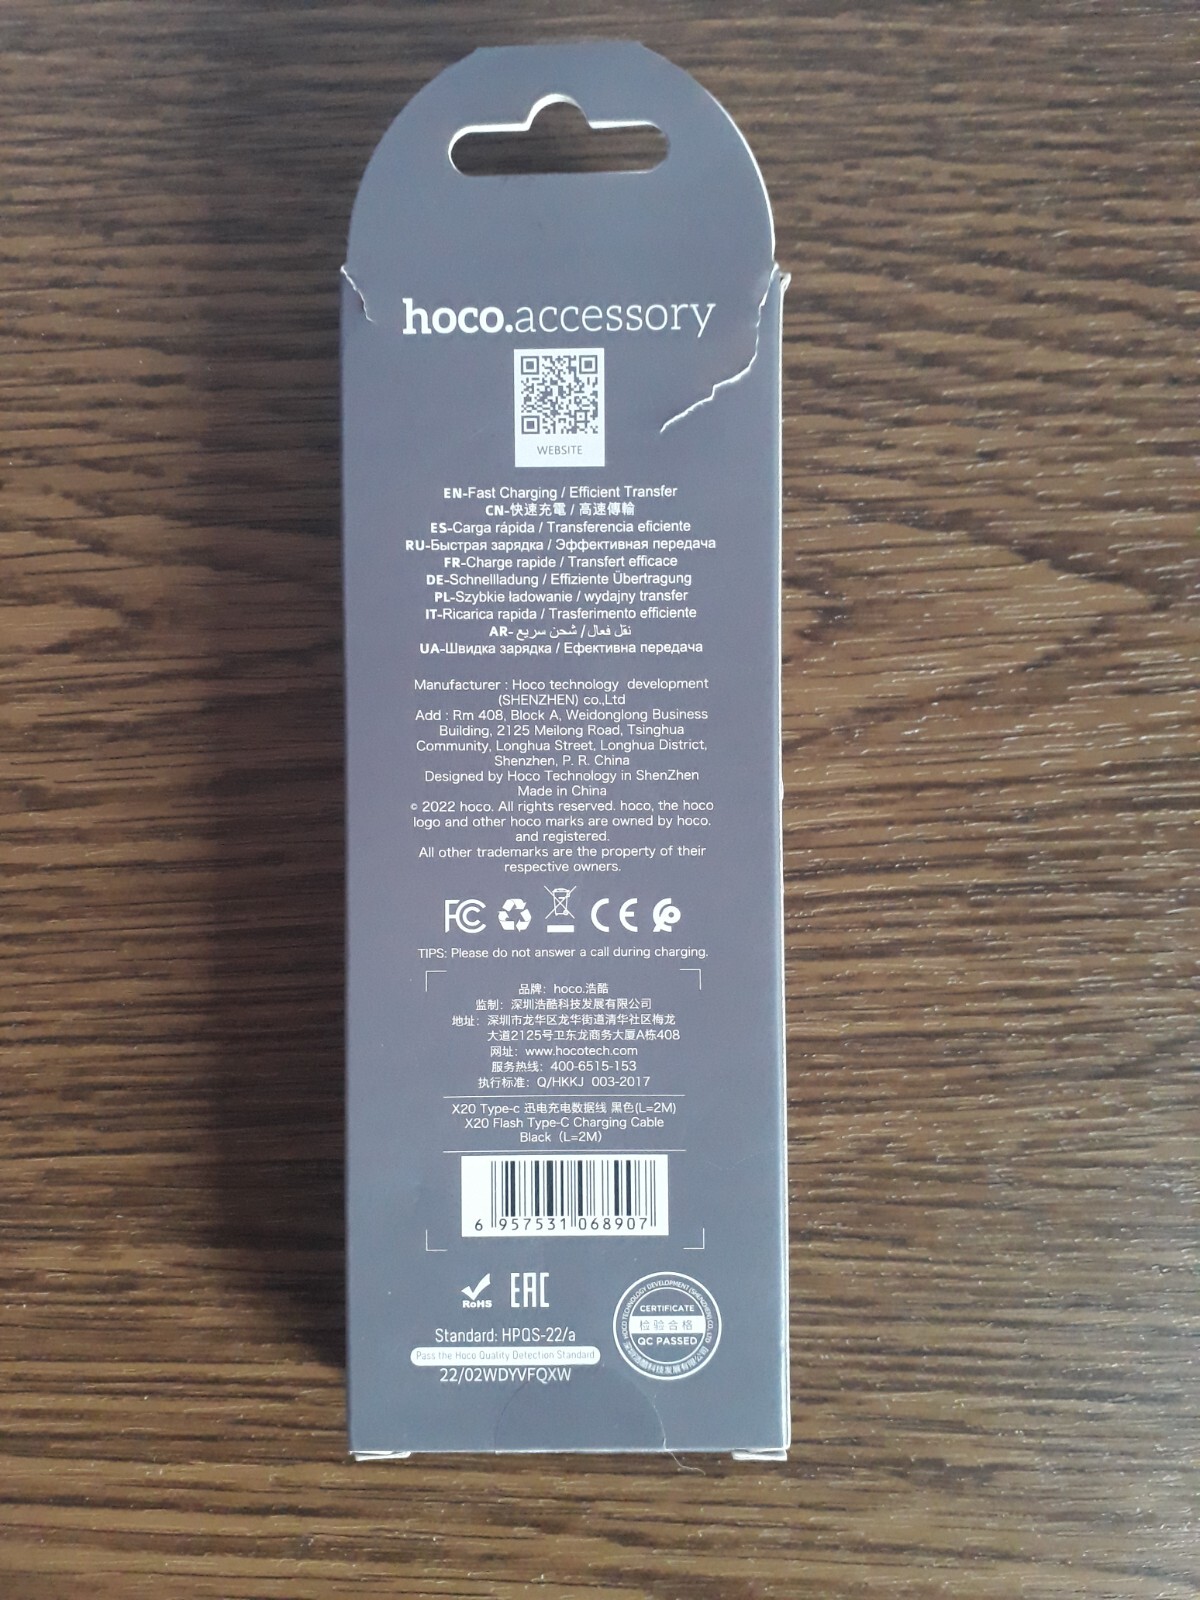 hoco.accessory
WEBSITE
EN-Fast Charging / Efficient Transfer
CN-快速充電 / 高速傳輸
ES-Carga rápida / Transferencia eficiente
RU-Быстрая зарядка / Эффективная передача
FR-Charge rapide / Transfert efficace
DE-Schnellladung / Effiziente Übertragung
PL-Szybkie ładowanie / wydajny transfer
IT-Ricarica rapida / Trasferimento efficiente
AR- نقل فعال / شحن سريع
UA-Швидка зарядка / Ефективна передача
Manufacturer : Hoco technology development
(SHENZHEN) co.,Ltd
Add : Rm 408, Block A, Weidonglong Business
Building, 2125 Meilong Road, Tsinghua
Community, Longhua Street, Longhua District,
Shenzhen, P. R. China
Designed by Hoco Technology in ShenZhen
Made in China
© 2022 hoco. All rights reserved. hoco, the hoco
logo and other hoco marks are owned by hoco.
and registered.
All other trademarks are the property of their
respective owners.
FC CE
TIPS: Please do not answer a call during charging.
品牌：hoco.浩酷
监制：深圳浩酷科技发展有限公司
地址：深圳市龙华区龙华街道清华社区梅龙
大道2125号卫东龙商务大厦A栋408
网址：www.hocotech.com
服务热线：400-6515-153
执行标准：Q/HKKJ 003-2017
X20 Type-c 迅电充电数据线 黑色(L=2M)
X20 Flash Type-C Charging Cable
Black (L=2M)
6 957531 068907
RoHS EAC
Standard: HPQS-22/a
Pass the Hoco Quality Detection Standard
22/02WDYVFQXW
HOCO TECHNOLOGY DEVELOPMENT (SHENZHEN) CO., LTD
CERTIFICATE
检验合格
QC PASSED